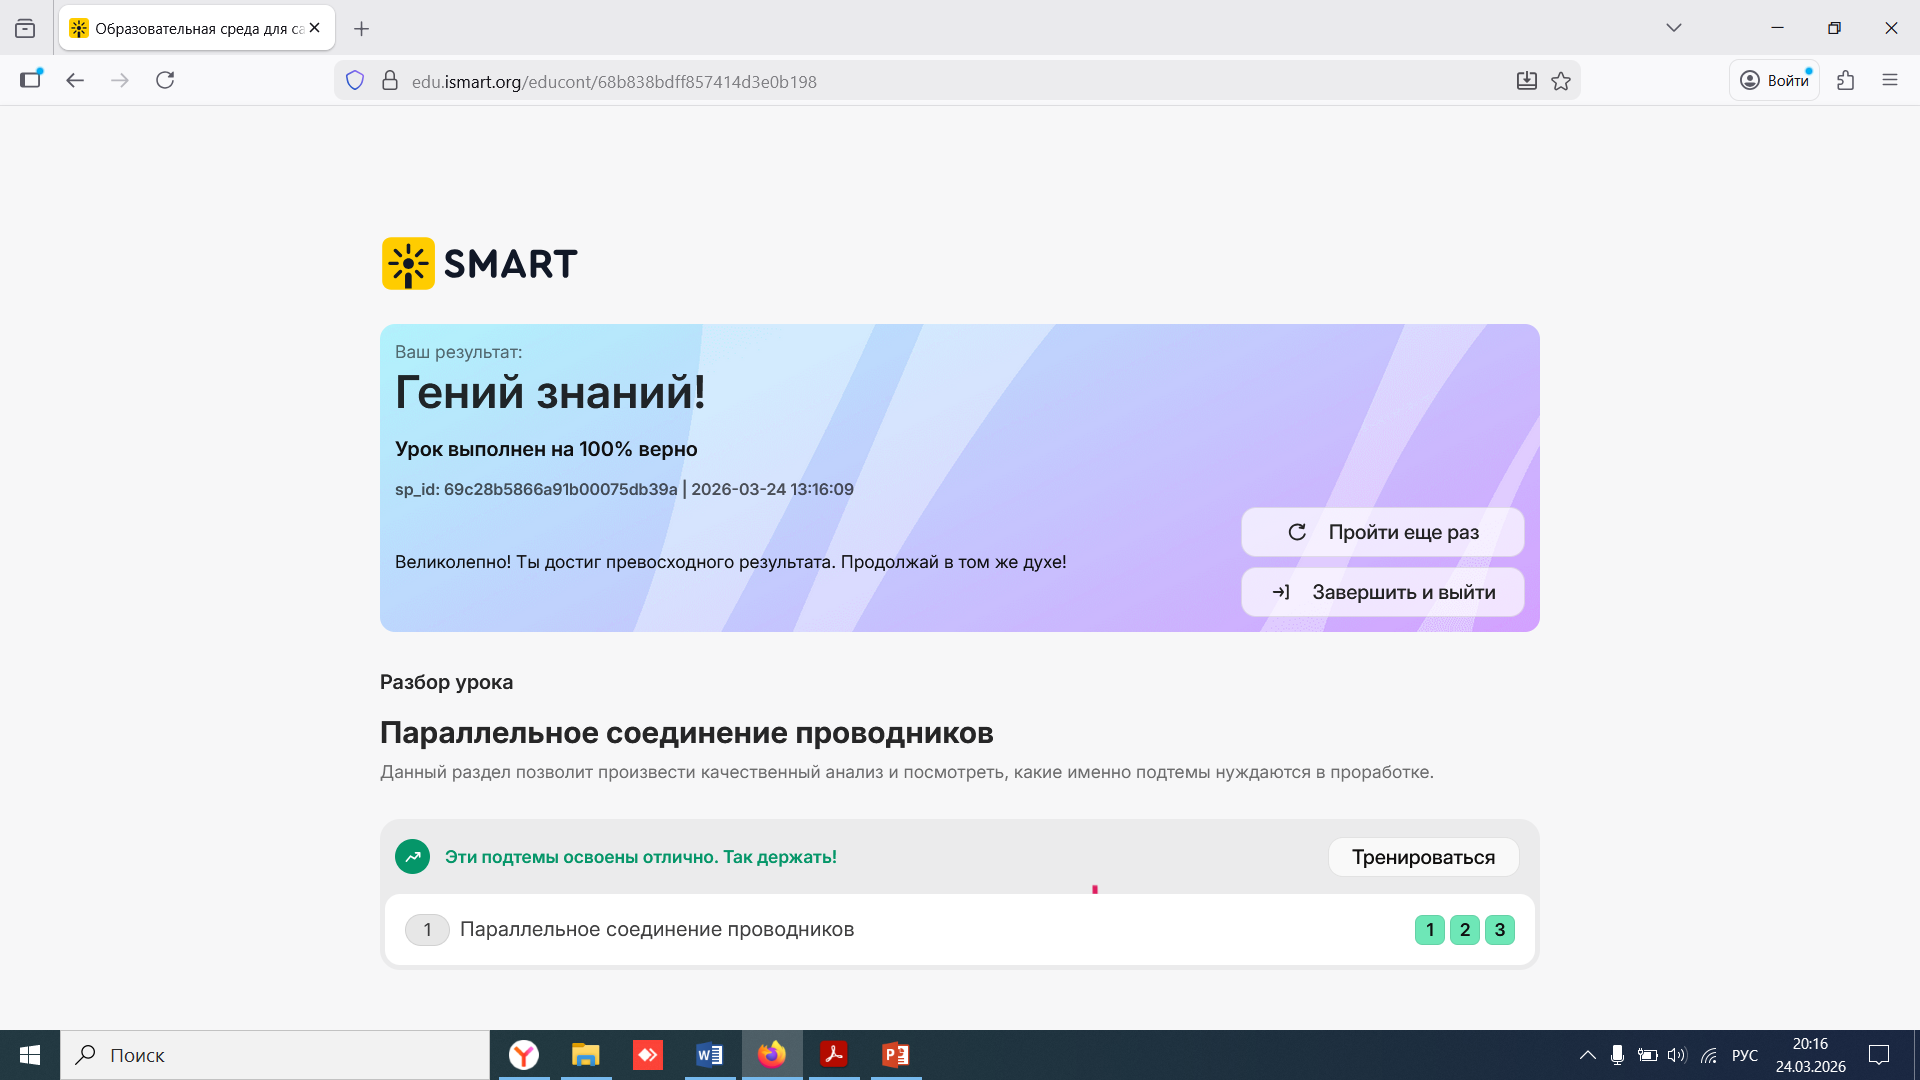 Образовательная среда для са
edu.ismart.org/educont/68b838bdff857414d3e0b198
Войти
SMART
Ваш результат:
Гений знаний!
Урок выполнен на 100% верно
sp_id: 69c28b5866a91b00075db39a | 2026-03-24 13:16:09
Великолепно! Ты достиг превосходного результата. Продолжай в том же духе!
Пройти еще раз
Завершить и выйти
Разбор урока
Параллельное соединение проводников
Данный раздел позволит произвести качественный анализ и посмотреть, какие именно подтемы нуждаются в проработке.
Эти подтемы освоены отлично. Так держать!
Тренироваться
1 Параллельное соединение проводников 1 2 3
Поиск
РУС
20:16
24.03.2026